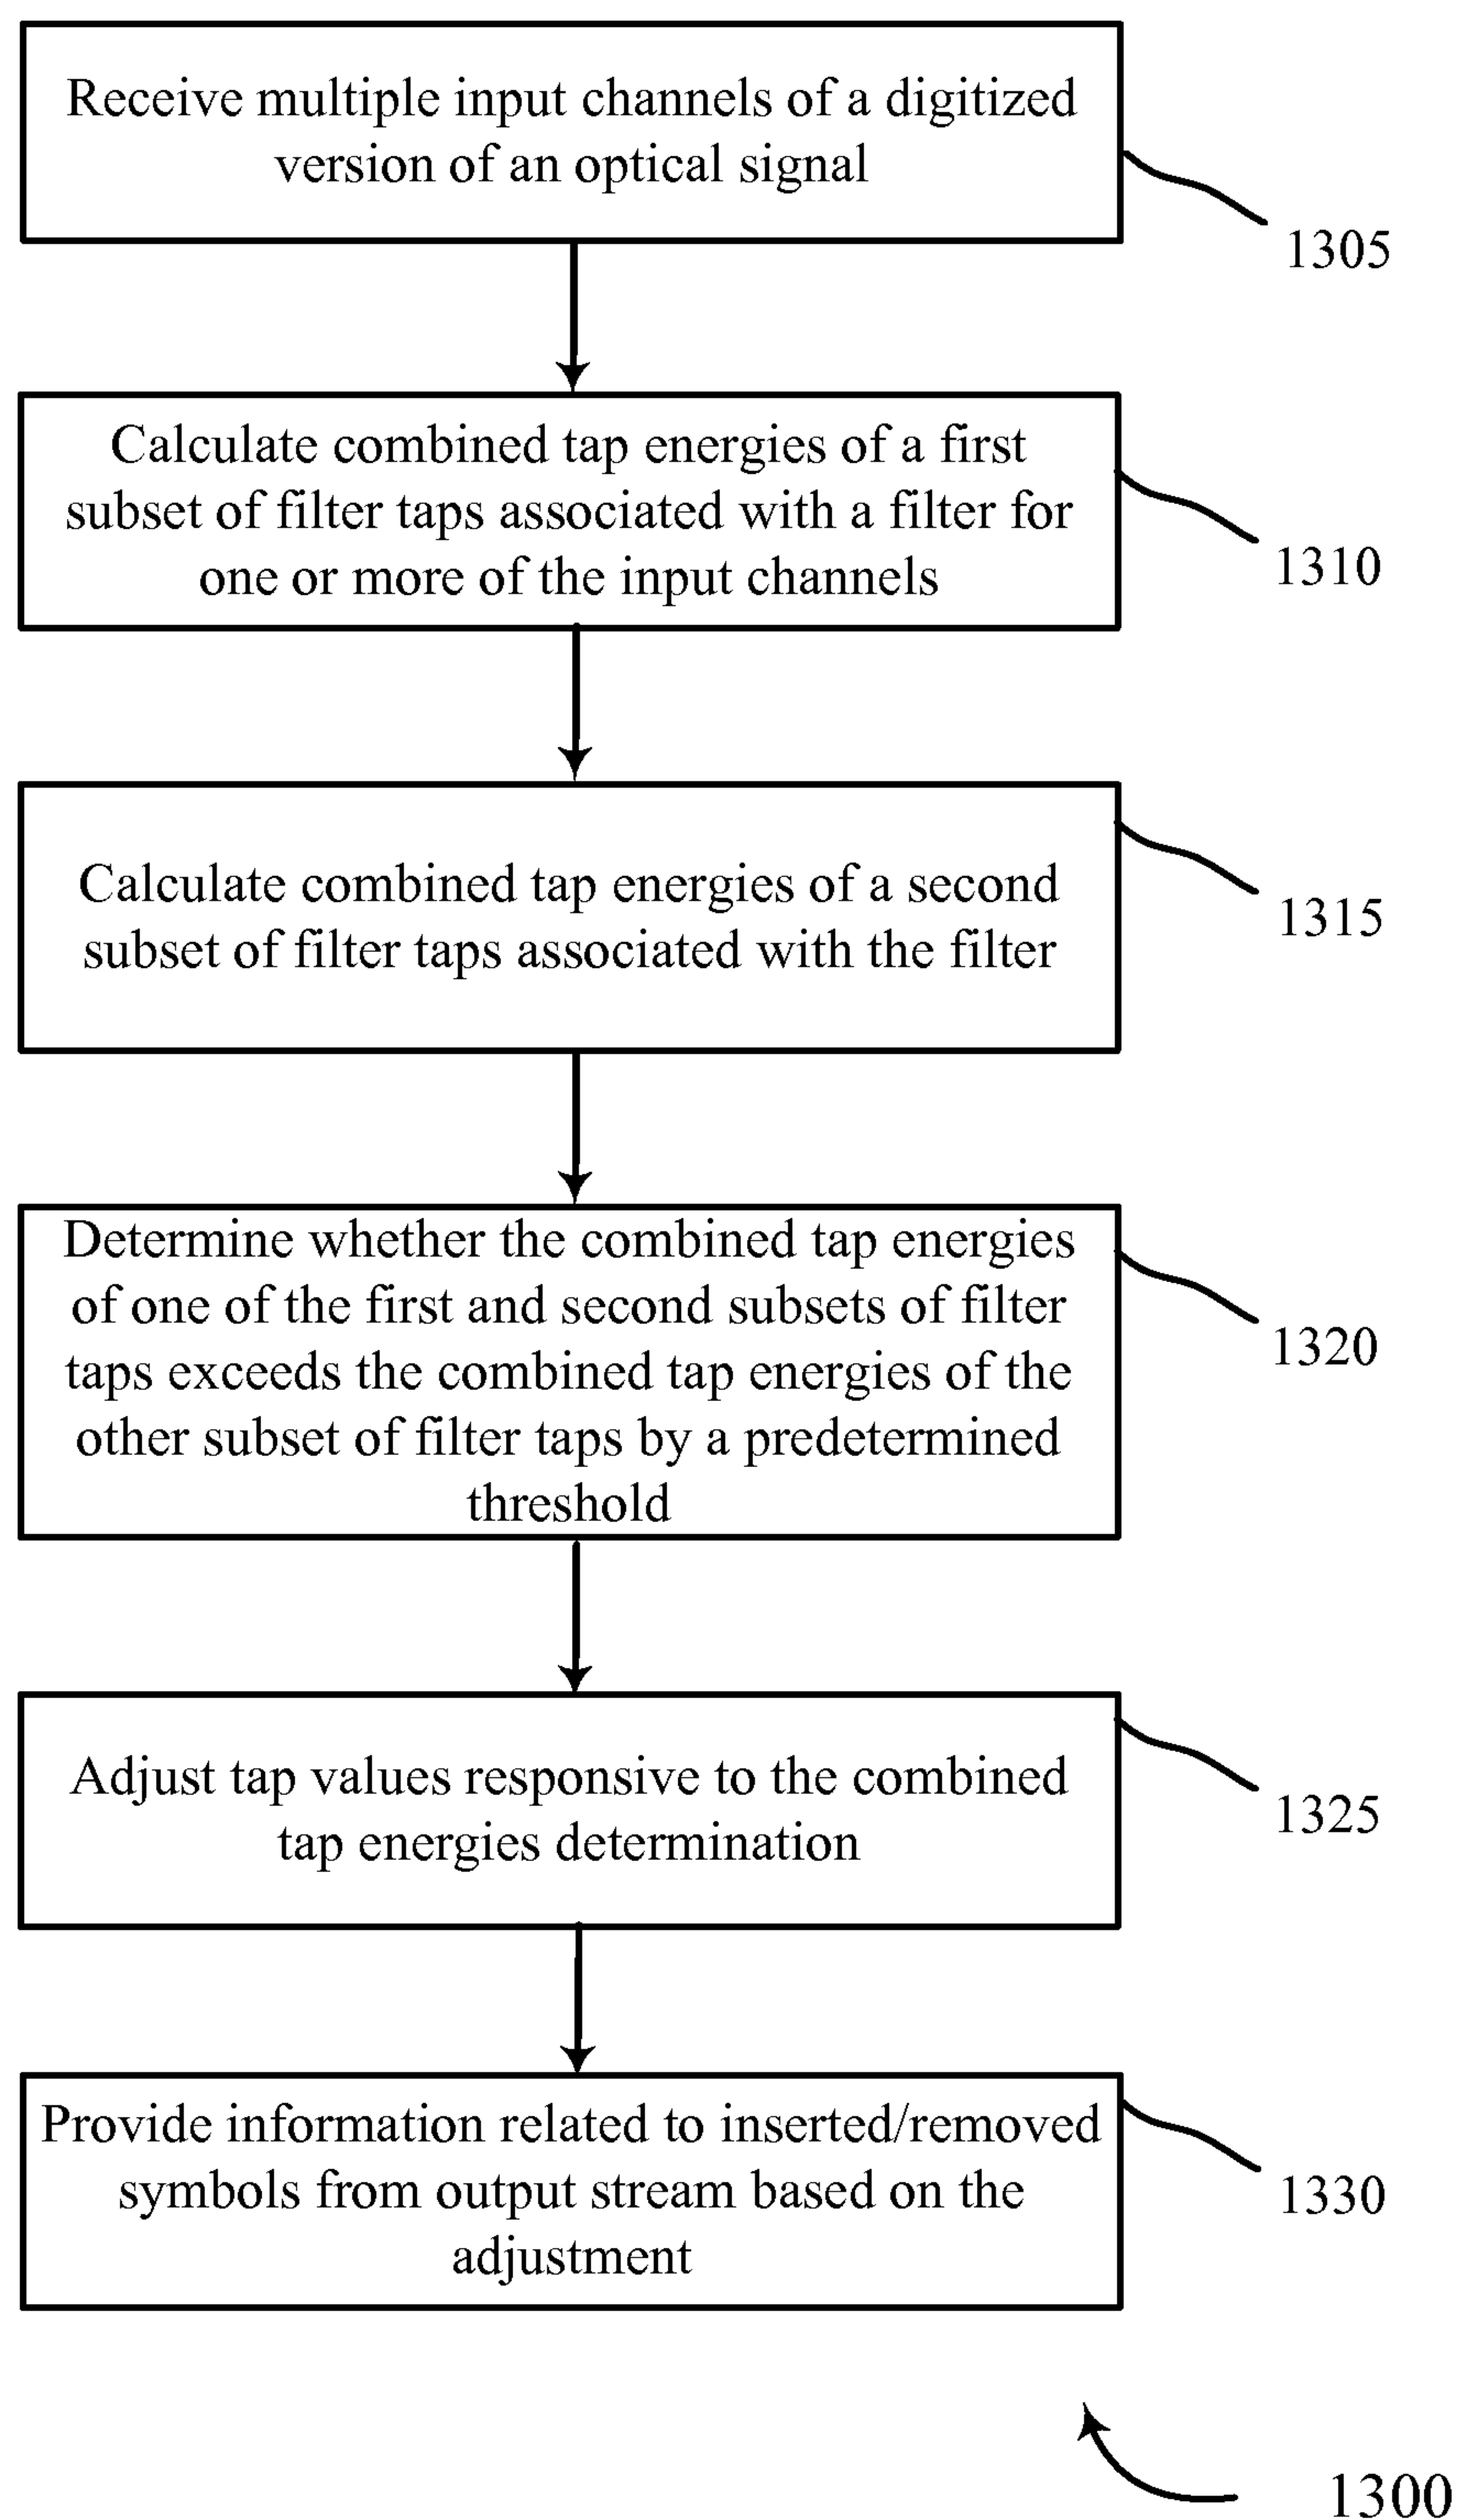 Receive multiple input channels of a digitized
version of an optical signal
1305
Calculate combined tap energies of a first
subset of filter taps associated with a filter for
one or more of the input channels
1310
Calculate combined tap energies of a second
subset of filter taps associated with the filter
1315
Determine whether the combined tap energies
of one of the first and second subsets of filter
taps exceeds the combined tap energies of the
other subset of filter taps by a predetermined
threshold
1320
Adjust tap values responsive to the combined
tap energies determination
1325
Provide information related to inserted/removed
symbols from output stream based on the
adjustment
1330
1300